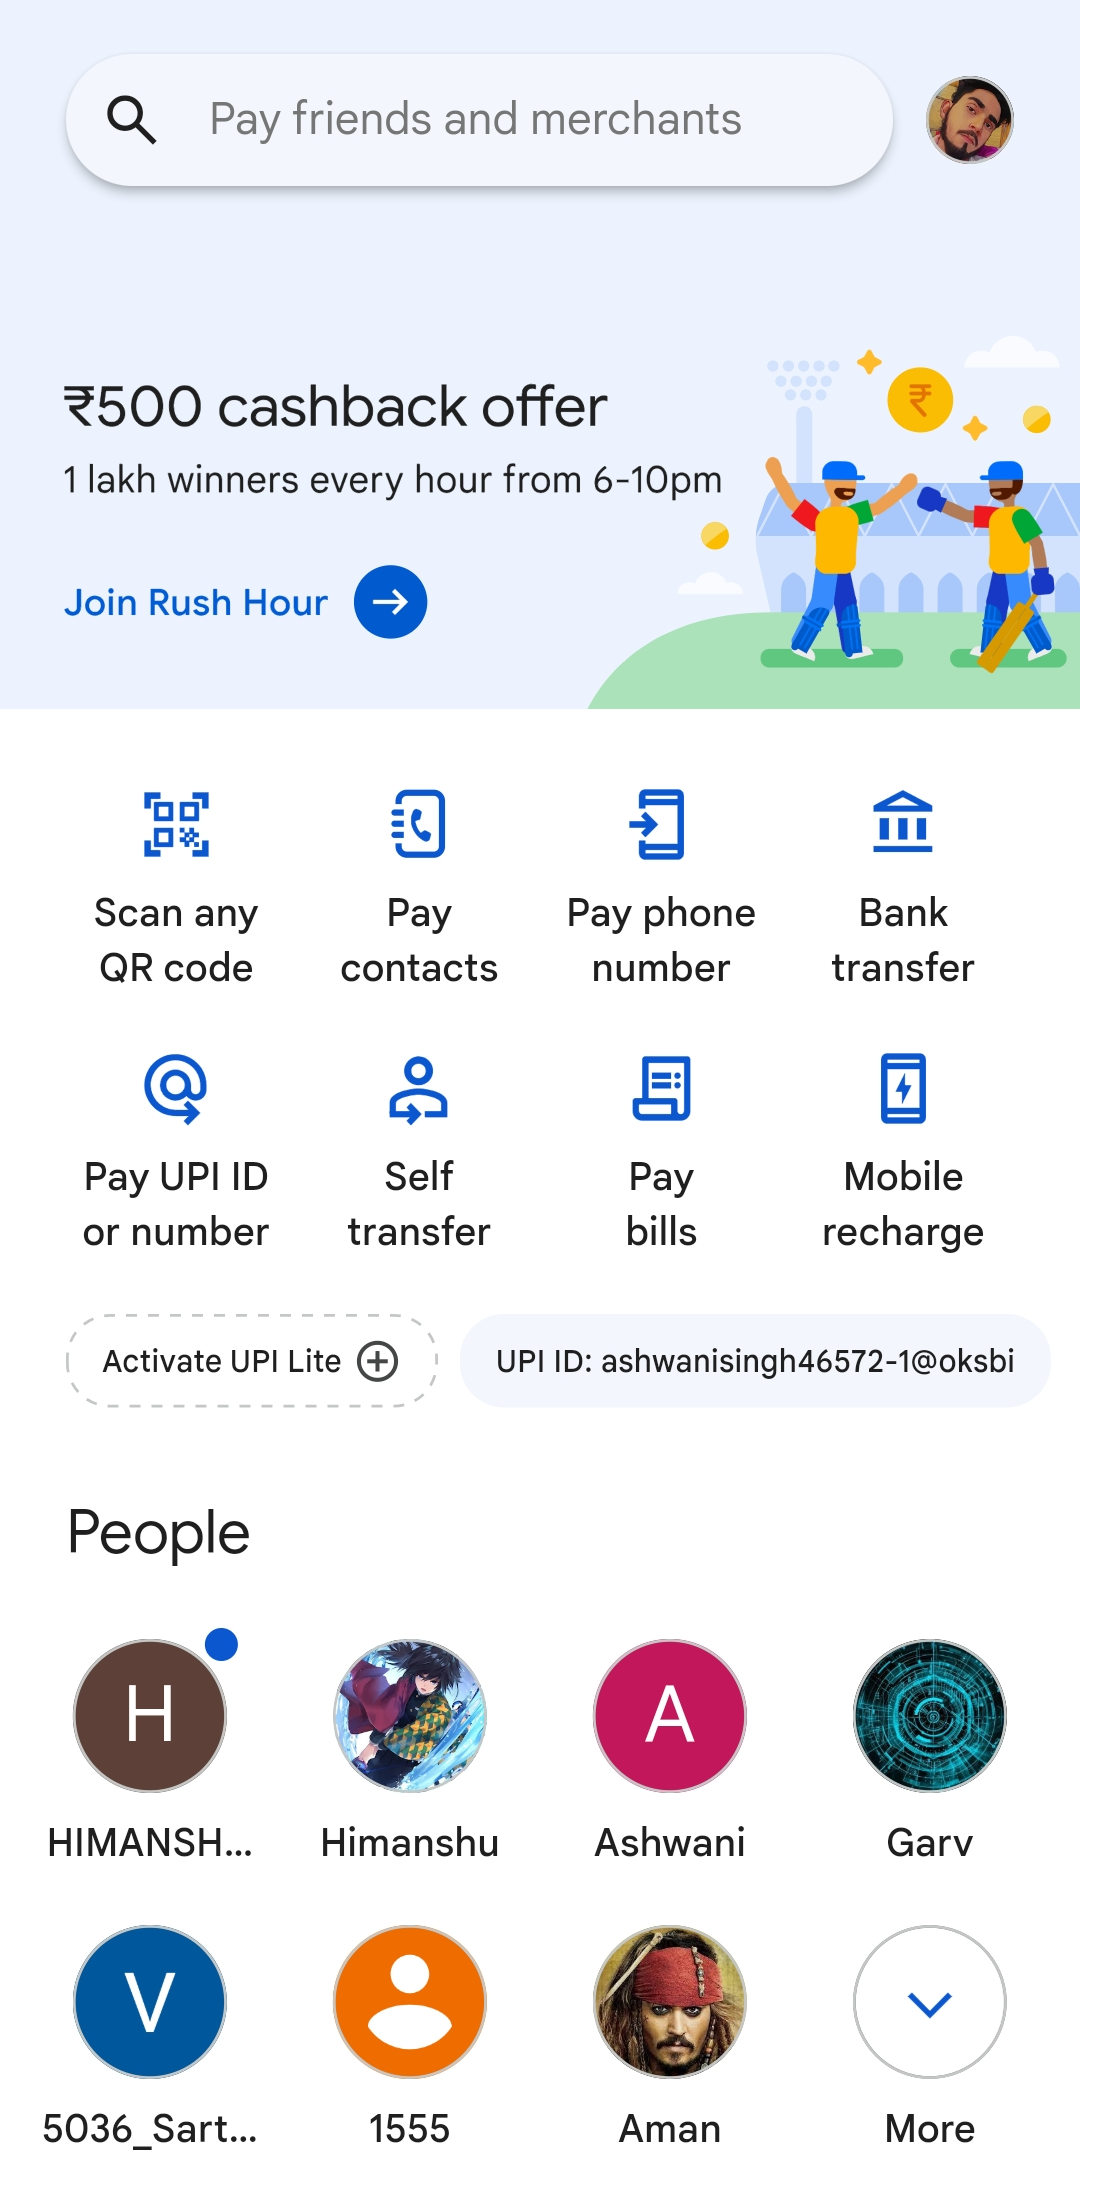 Pay friends and merchants
₹500 cashback offer
1 lakh winners every hour from 6-10pm
Join Rush Hour
₹
Scan any
QR code
Pay
contacts
Pay phone
number
Bank
transfer
Pay UPI ID
or number
Self
transfer
Pay
bills
Mobile
recharge
Activate UPI Lite
UPI ID: ashwanisingh46572-1@oksbi
People
H
A
HIMANSH...
Himanshu
Ashwani
Garv
V
5036_Sart...
1555
Aman
More